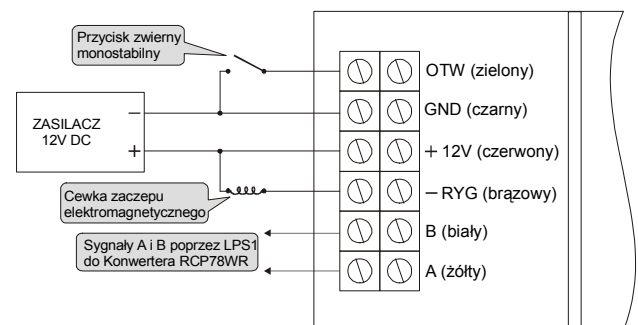 Przycisk zwierny
monostabilny
OTW (zielony)
GND (czarny)
ZASILACZ
12V DC
−
+
+ 12V (czerwony)
Cewka zaczepu
elektromagnetycznego
− RYG (brązowy)
B (biały)
Sygnały A i B poprzez LPS1
do Konwertera RCP78WR
A (żółty)